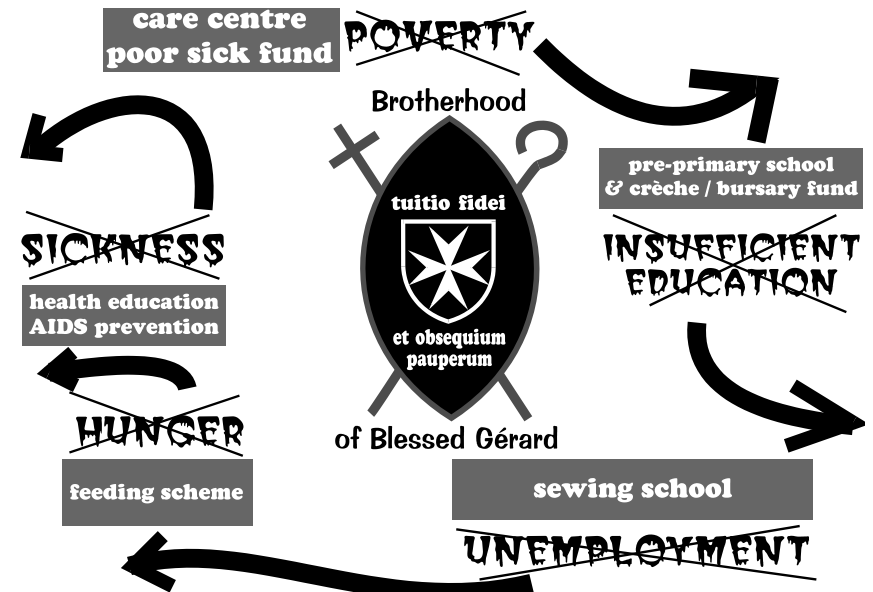 care centre
poor sick fund
POVERTY
Brotherhood
pre-primary school
& crèche / bursary fund
INSUFFICIENT
EDUCATION
tuitio fidei
et obsequium
pauperum
SICKNESS
health education
AIDS prevention
HUNGER
feeding scheme
of Blessed Gérard
sewing school
UNEMPLOYMENT